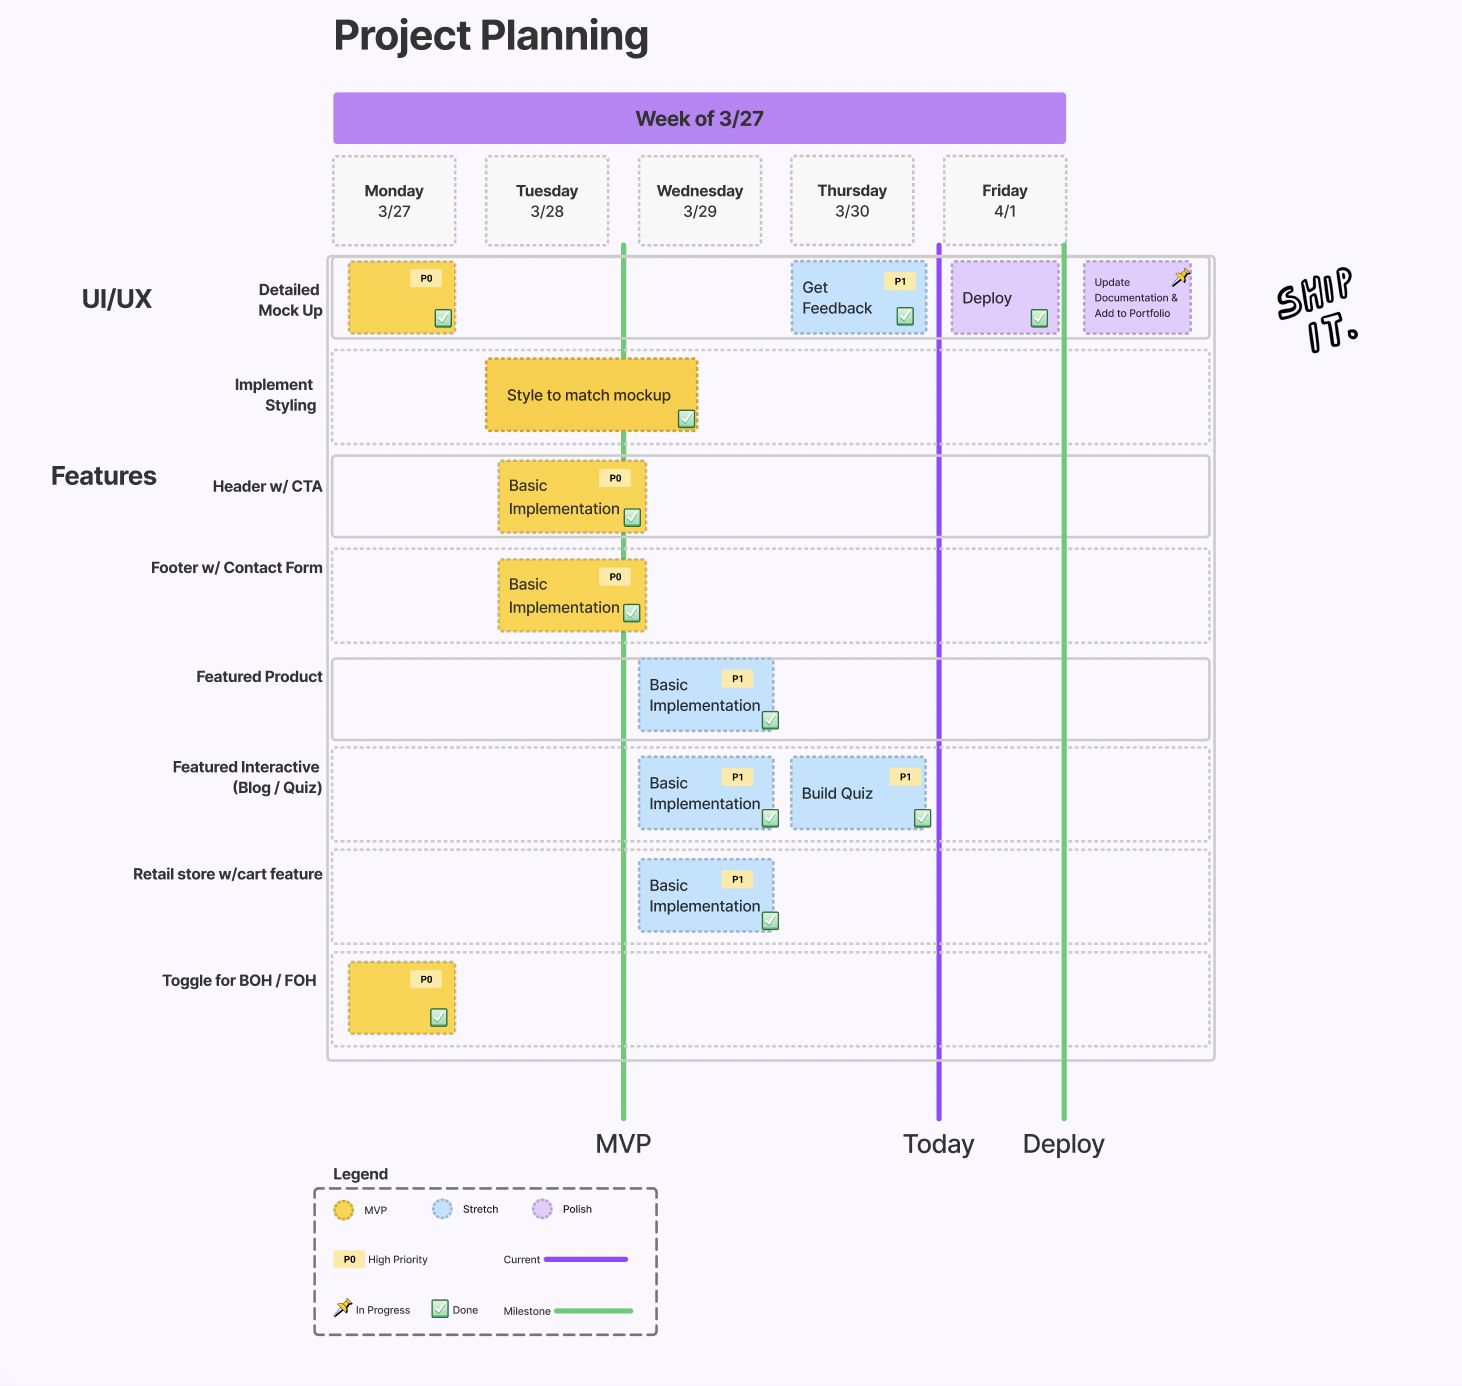 Project Planning
Week of 3/27
Monday
3/27
Tuesday
3/28
Wednesday
3/29
Thursday
3/30
Friday
4/1
UI/UX
Detailed
Mock Up
P0
Get
Feedback
P1
Deploy
Update
Documentation &
Add to Portfolio
SHIP
IT.
Implement
Styling
Style to match mockup
Features
Header w/ CTA
Basic
Implementation
P0
Footer w/ Contact Form
Basic
Implementation
P0
Featured Product
Basic
Implementation
P1
Featured Interactive
(Blog / Quiz)
Basic
Implementation
P1
Build Quiz
P1
Retail store w/cart feature
Basic
Implementation
P1
Toggle for BOH / FOH
P0
MVP
Today
Deploy
Legend
MVP
Stretch
Polish
P0 High Priority
Current
In Progress
Done
Milestone